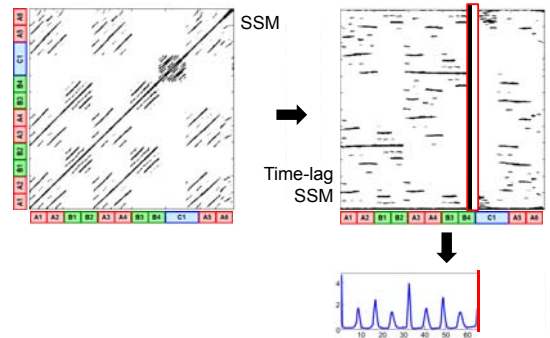 SSM
A6
A5
C1
B4
B3
A4
A3
B2
B1
A2
A1
A1 A2 B1 B2 A3 A4 B3 B4 C1 A5 A6
Time-lag
SSM
A1 A2 B1 B2 A3 A4 B3 B4 C1 A5 A6
4
2
0
10 20 30 40 50 60